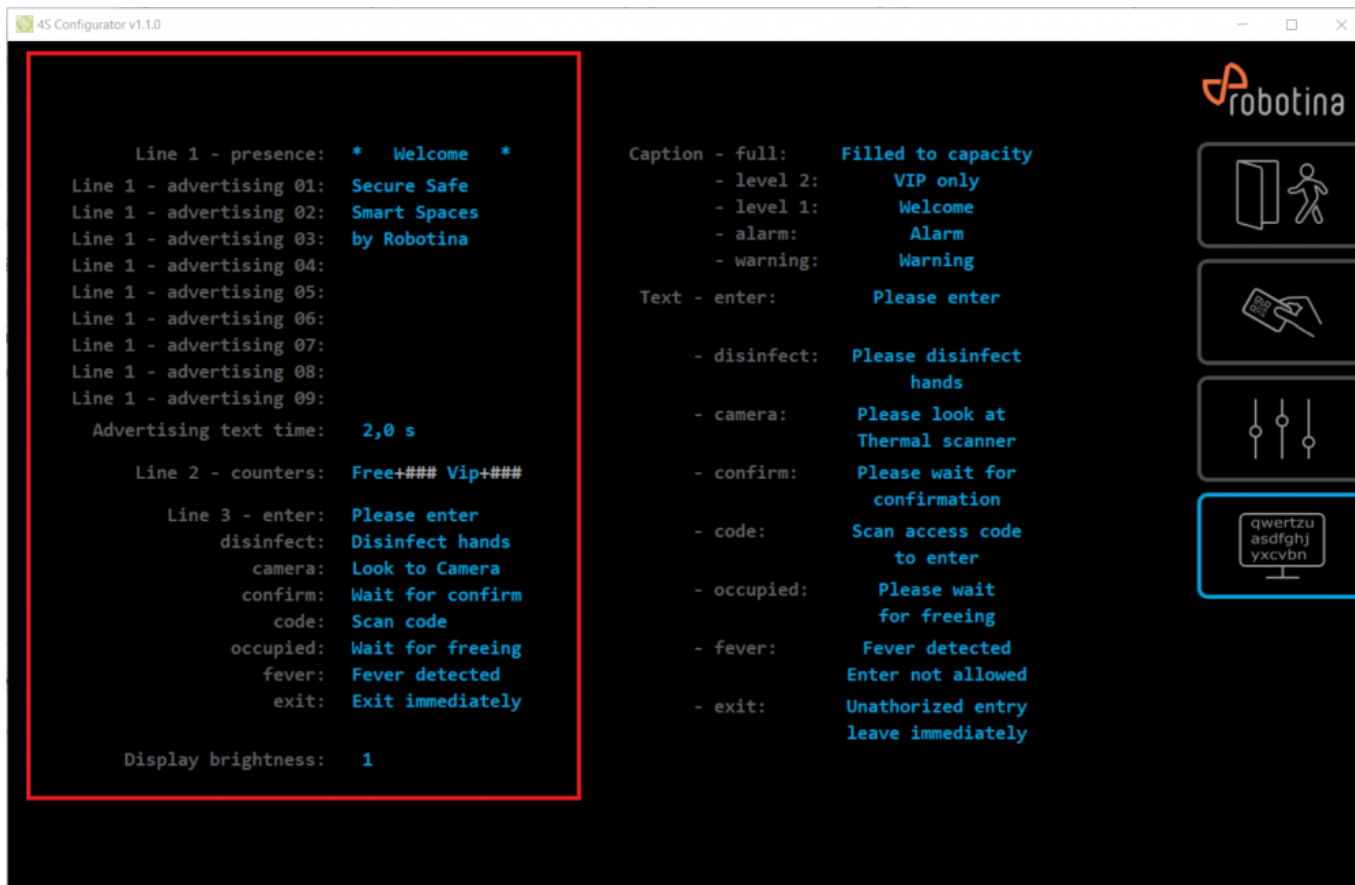 4S Configurator v1.1.0
robotina
Line 1 - presence: * Welcome *
Line 1 - advertising 01: Secure Safe
Line 1 - advertising 02: Smart Spaces
Line 1 - advertising 03: by Robotina
Line 1 - advertising 04:
Line 1 - advertising 05:
Line 1 - advertising 06:
Line 1 - advertising 07:
Line 1 - advertising 08:
Line 1 - advertising 09:
Advertising text time: 2,0 s
Line 2 - counters: Free+### Vip+###
Line 3 - enter: Please enter
disinfect: Disinfect hands
camera: Look to Camera
confirm: Wait for confirm
code: Scan code
occupied: Wait for freeing
fever: Fever detected
exit: Exit immediately
Display brightness: 1
Caption - full: Filled to capacity
- level 2: VIP only
- level 1: Welcome
- alarm: Alarm
- warning: Warning
Text - enter: Please enter
- disinfect: Please disinfect
hands
- camera: Please look at
Thermal scanner
- confirm: Please wait for
confirmation
- code: Scan access code
to enter
- occupied: Please wait
for freeing
- fever: Fever detected
Enter not allowed
- exit: Unathorized entry
leave immediately
qwertzu
asdfghj
yxcvbn